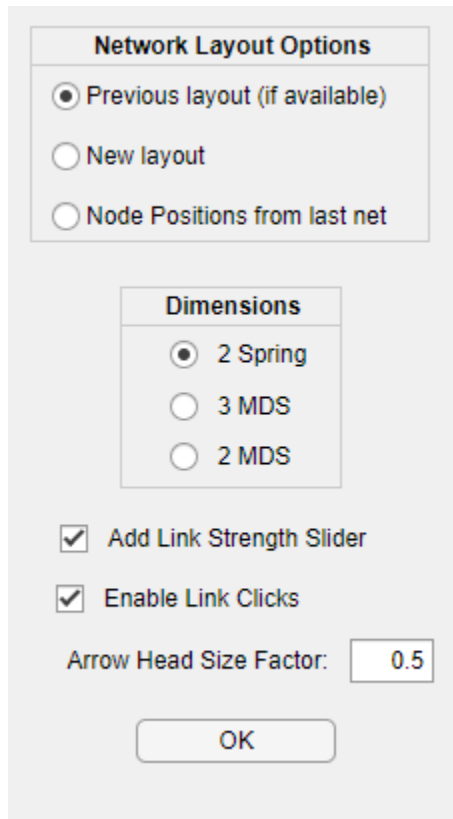 Network Layout Options
Previous layout (if available)
New layout
Node Positions from last net
Dimensions
2 Spring
3 MDS
2 MDS
Add Link Strength Slider
Enable Link Clicks
Arrow Head Size Factor: 0.5
OK